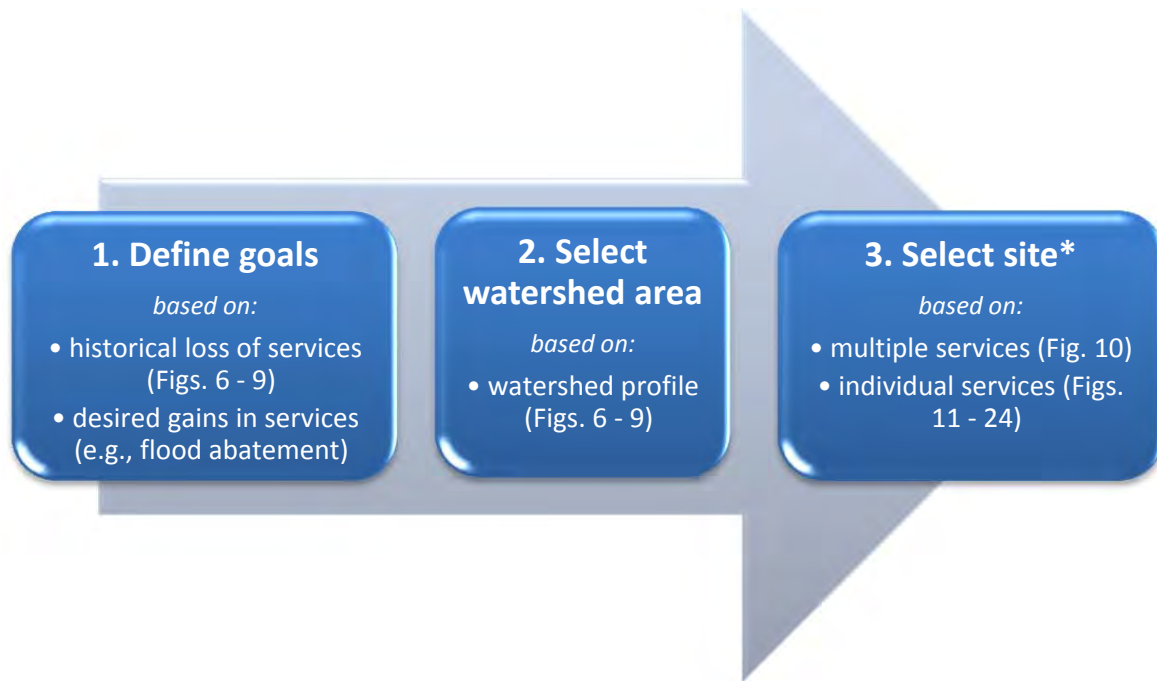 1. Define goals
based on:
• historical loss of services
(Figs. 6 - 9)
• desired gains in services
(e.g., flood abatement)
2. Select
watershed area
based on:
• watershed profile
(Figs. 6 - 9)
3. Select site*
based on:
• multiple services (Fig. 10)
• individual services (Figs.
11 - 24)